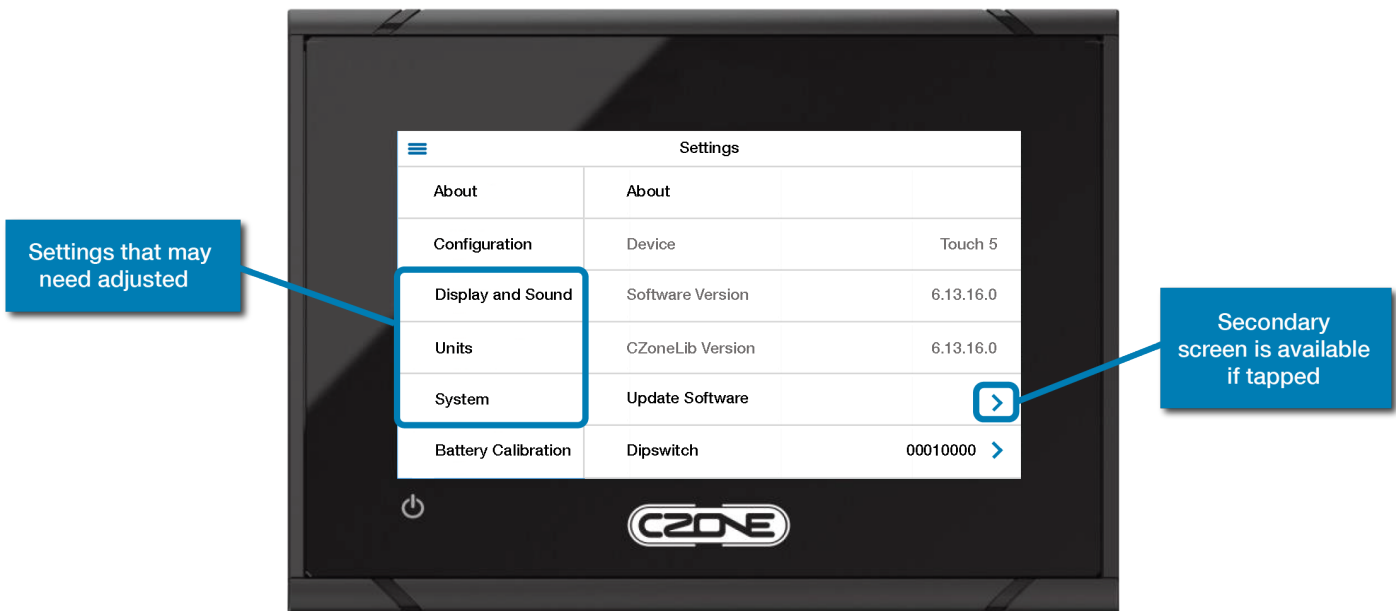 Settings
About
About
Configuration
Device
Touch 5
Settings that may
need adjusted
Display and Sound
Software Version
6.13.16.0
Units
CZoneLib Version
6.13.16.0
Secondary
screen is available
if tapped
System
Update Software
Battery Calibration
Dipswitch
00010000
CZONE